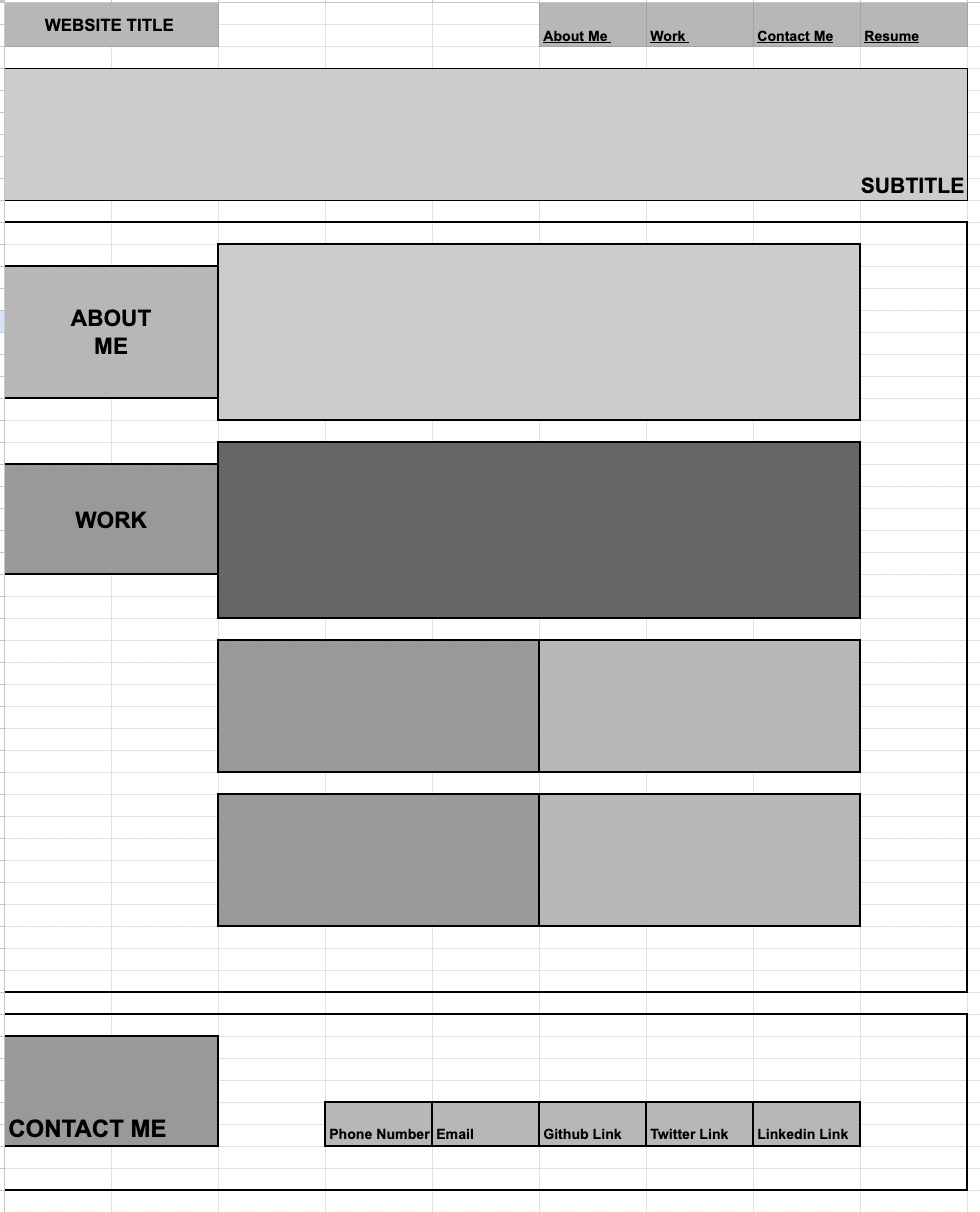 WEBSITE TITLE
About Me
Work
Contact Me
Resume
SUBTITLE
ABOUT
ME
WORK
CONTACT ME
Phone Number
Email
Github Link
Twitter Link
Linkedin Link